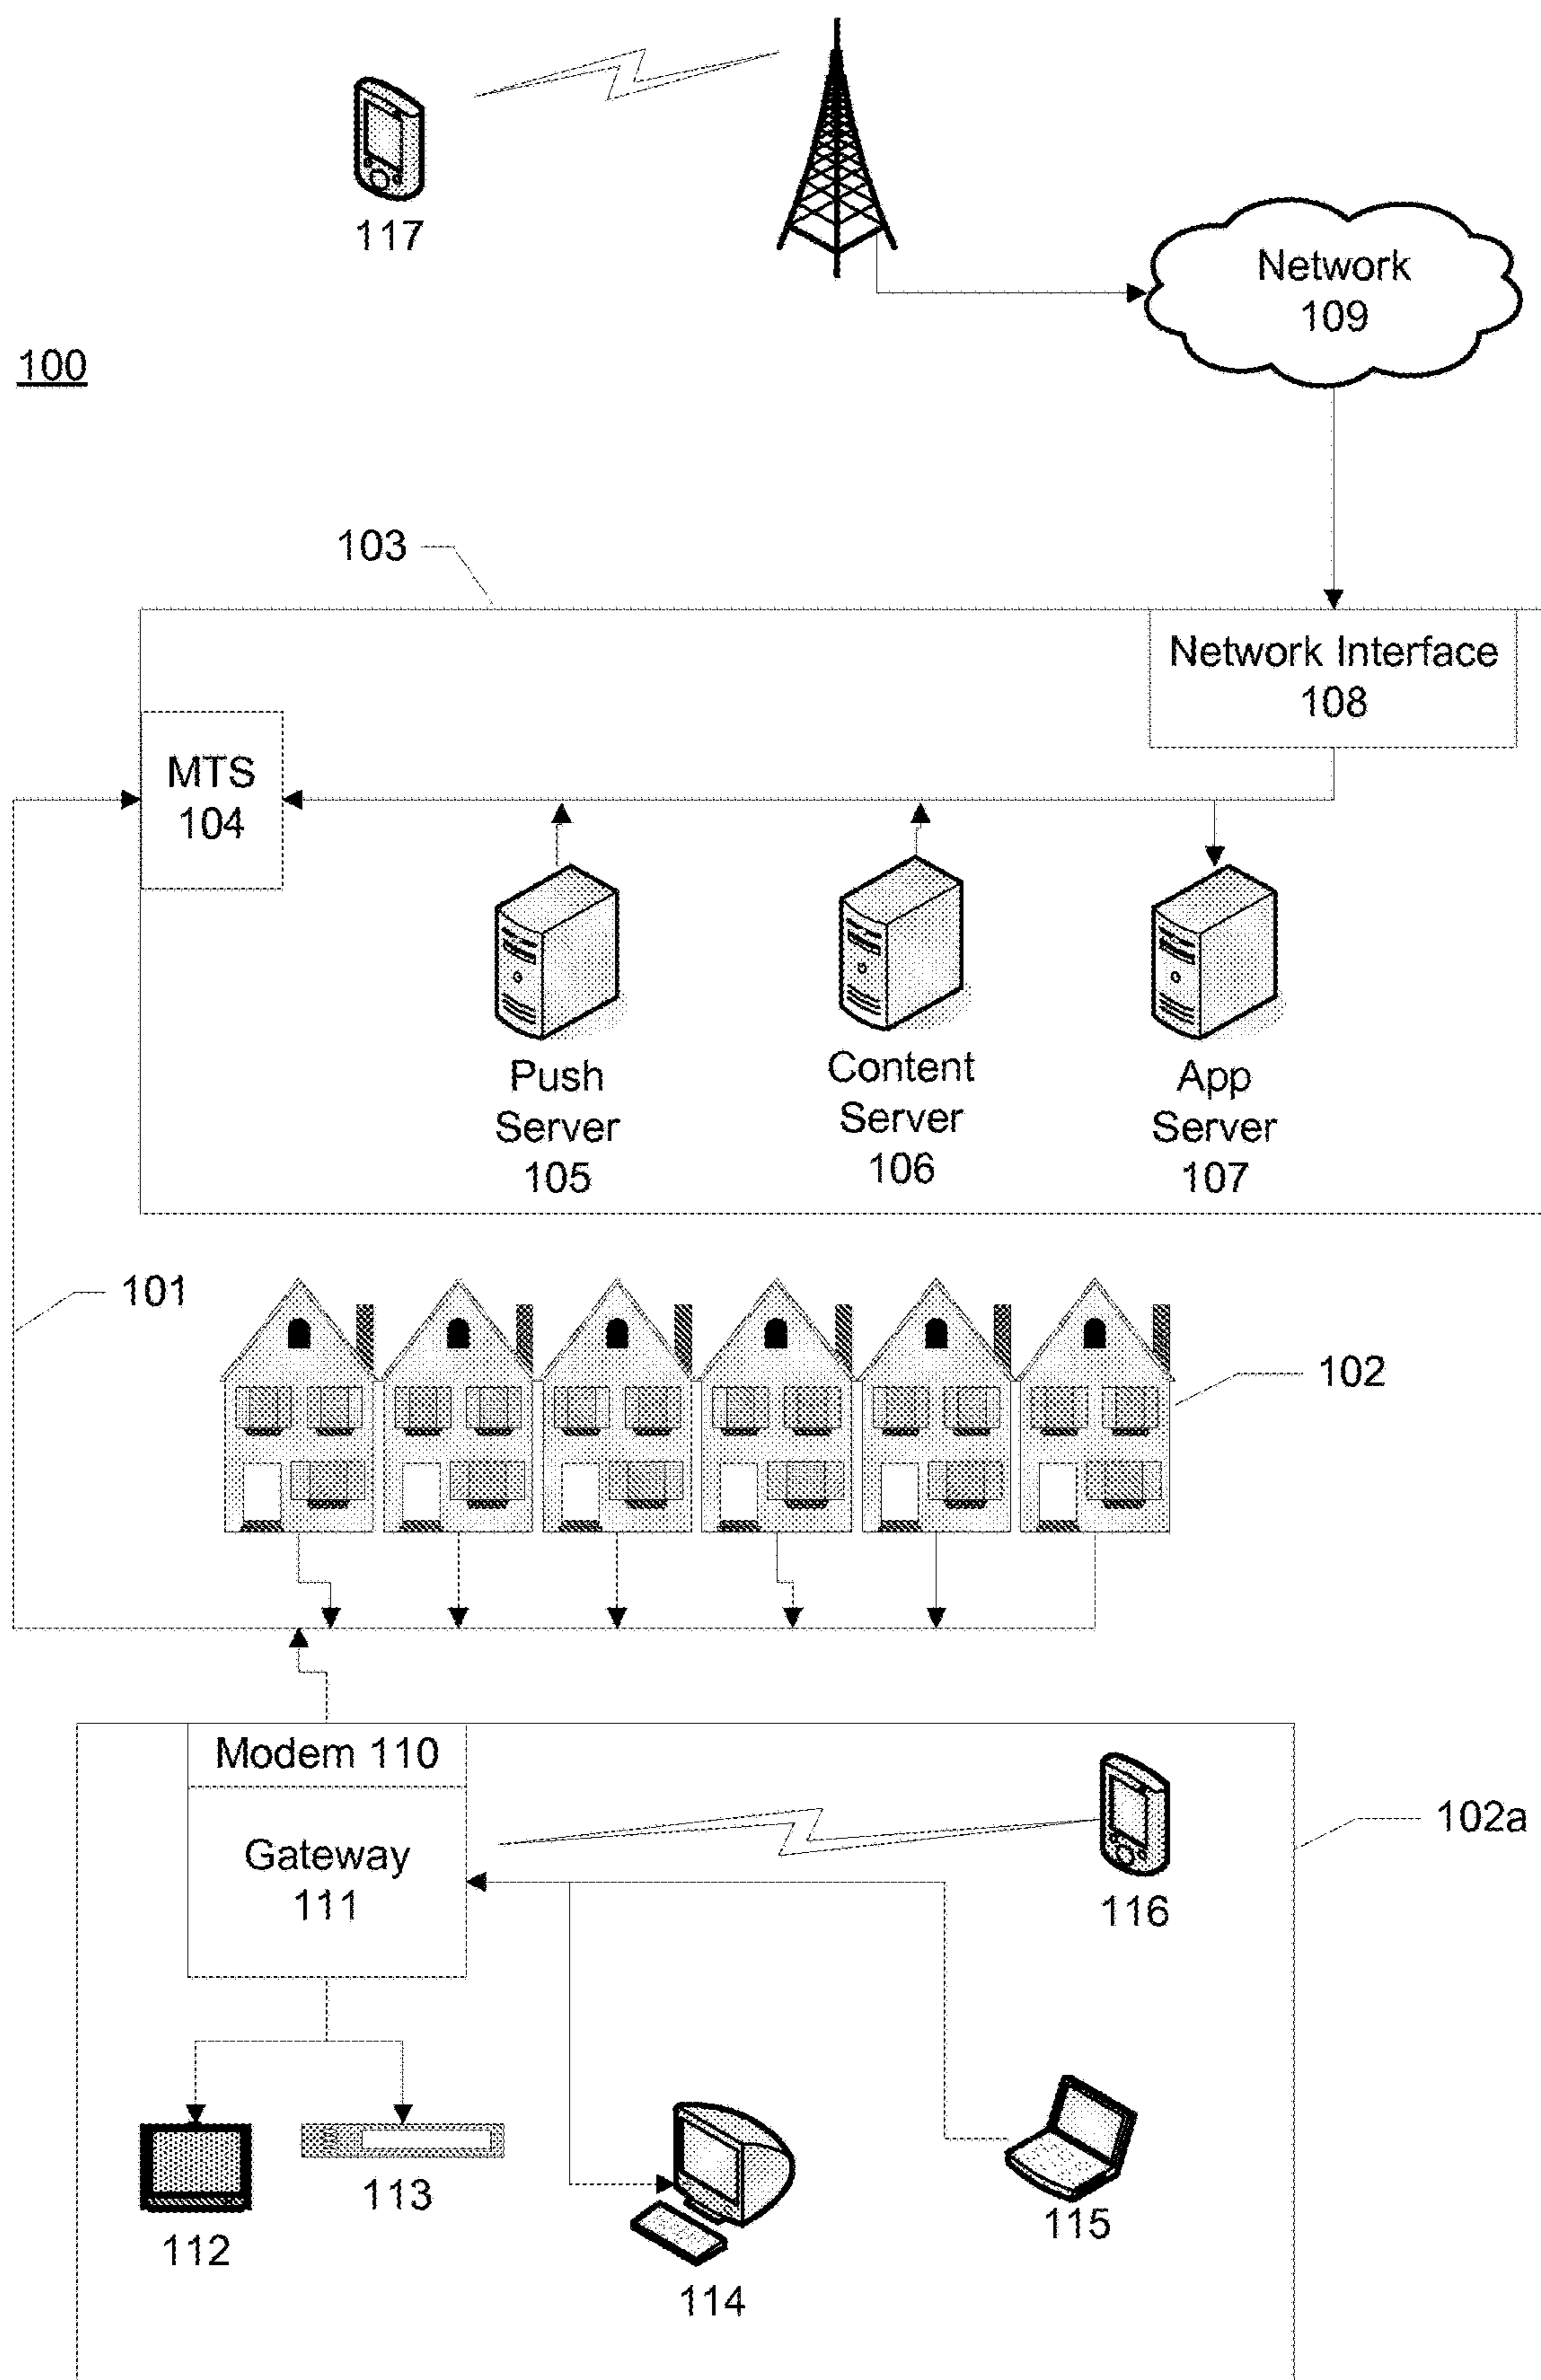 117
Network
109
100
103
Network Interface
108
MTS
104
Push
Server
105
Content
Server
106
App
Server
107
101
102
Modem 110
Gateway
111
102a
116
112
113
114
115